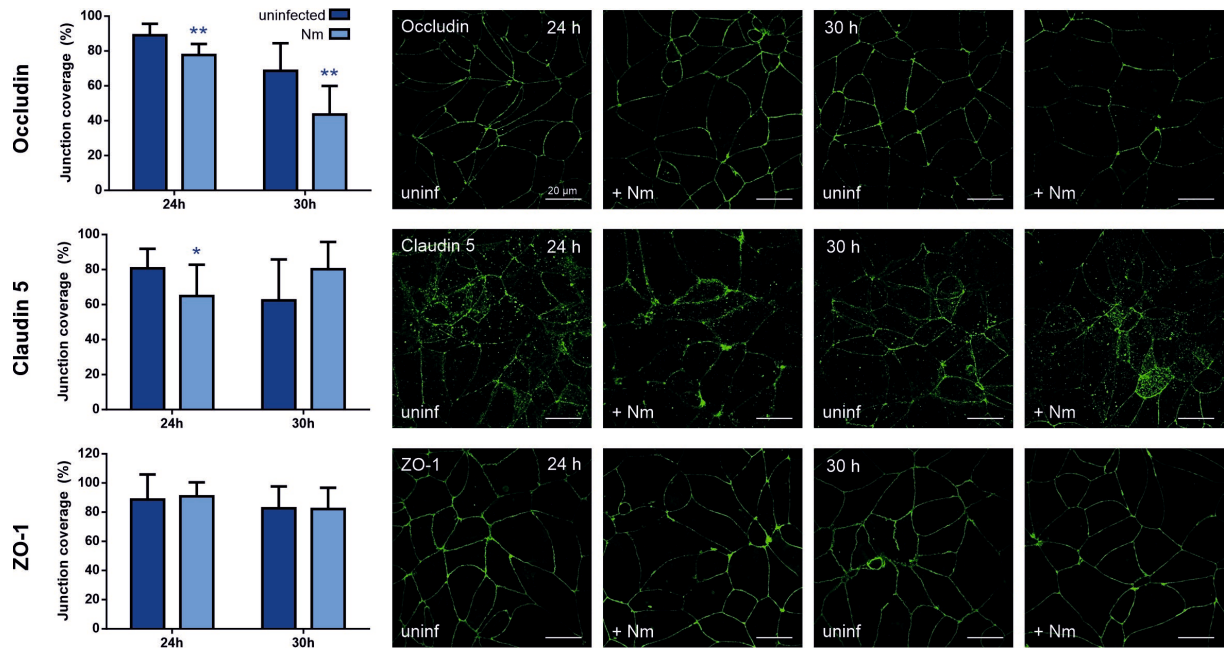 Occludin
Junction coverage (%)
100
80
60
40
20
0
uninfected
Nm
**
**
24h
30h
Occludin
24 h
uninf
20 µm
+ Nm
30 h
uninf
+ Nm
Claudin 5
Junction coverage (%)
100
80
60
40
20
0
*
24h
30h
Claudin 5
24 h
uninf
+ Nm
30 h
uninf
+ Nm
ZO-1
Junction coverage (%)
120
100
80
60
40
20
0
24h
30h
ZO-1
24 h
uninf
+ Nm
30 h
uninf
+ Nm